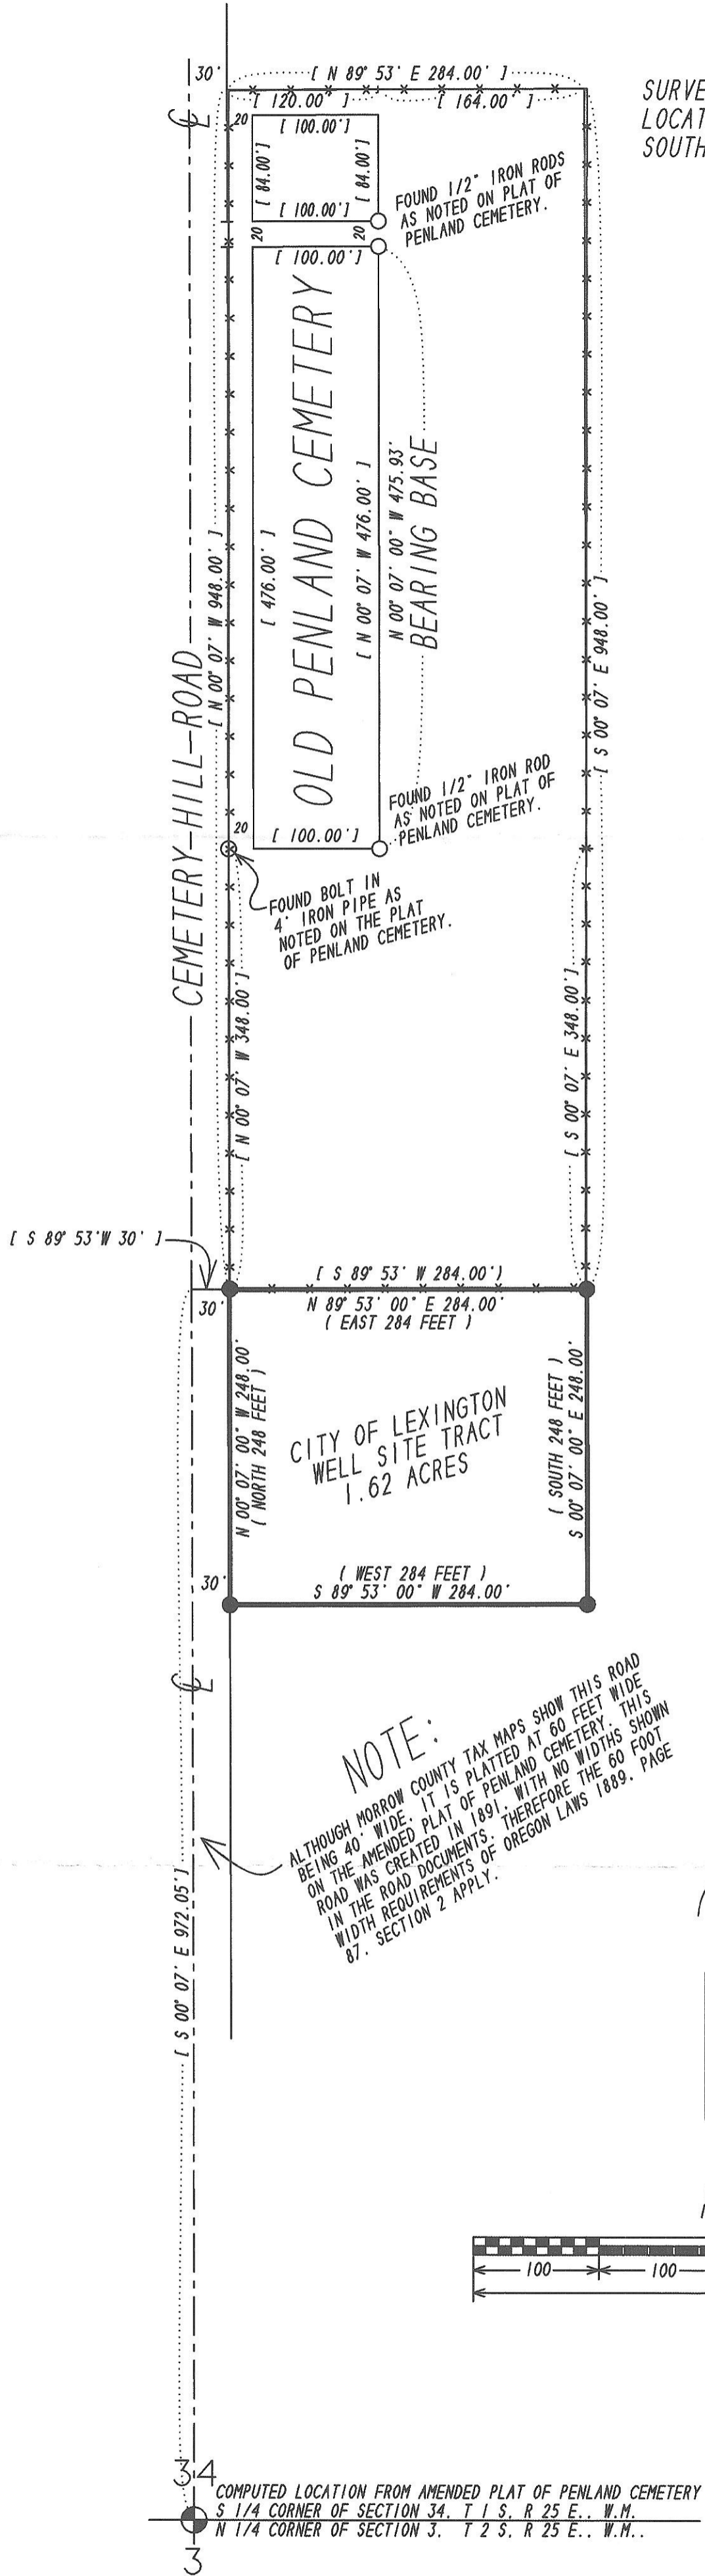 30'
[ N 89° 53' E 284.00' ]
SURVE
LOCAT
SOUTH
[ 120.00' ]
[ 164.00' ]
20
[ 100.00' ]
[ 84.00' ]
[ 84.00' ]
[ 100.00' ]
FOUND 1/2" IRON RODS
AS NOTED ON PLAT OF
PENLAND CEMETERY.
20
20
[ 100.00' ]
OLD PENLAND CEMETERY
[ 476.00' ]
[ N 00° 07' W 476.00' ]
N 00° 07' 00" W 475.93'
BEARING BASE
[ N 00° 07' W 948.00' ]
[ S 00° 07' E 948.00' ]
CEMETERY-HILL-ROAD
FOUND 1/2" IRON ROD
AS NOTED ON PLAT OF
PENLAND CEMETERY.
20
[ 100.00' ]
FOUND BOLT IN
4' IRON PIPE AS
NOTED ON THE PLAT
OF PENLAND CEMETERY.
[ N 00° 07' W 348.00' ]
[ S 00° 07' E 348.00' ]
[ S 89° 53' W 30' ]
[ S 89° 53' W 284.00' )
30'
N 89° 53' 00" E 284.00'
( EAST 284 FEET )
N 00° 07' 00" W 248.00'
( NORTH 248 FEET )
CITY OF LEXINGTON
WELL SITE TRACT
1.62 ACRES
( SOUTH 248 FEET )
S 00° 07' 00" E 248.00'
( WEST 284 FEET )
30'
S 89° 53' 00" W 284.00'
NOTE:
ALTHOUGH MORROW COUNTY TAX MAPS SHOW THIS ROAD
BEING 40' WIDE, IT IS PLATTED AT 60 FEET WIDE
ON THE AMENDED PLAT OF PENLAND CEMETERY. THIS
ROAD WAS CREATED IN 1891, WITH NO WIDTHS SHOWN
IN THE ROAD DOCUMENTS, THEREFORE THE 60 FOOT
WIDTH REQUIREMENTS OF OREGON LAWS 1889, PAGE
87, SECTION 2 APPLY.
[ S 00° 07' E 972.05' ]
100
100
34
COMPUTED LOCATION FROM AMENDED PLAT OF PENLAND CEMETERY
S 1/4 CORNER OF SECTION 34, T 1 S, R 25 E., W.M.
N 1/4 CORNER OF SECTION 3, T 2 S, R 25 E., W.M..
3